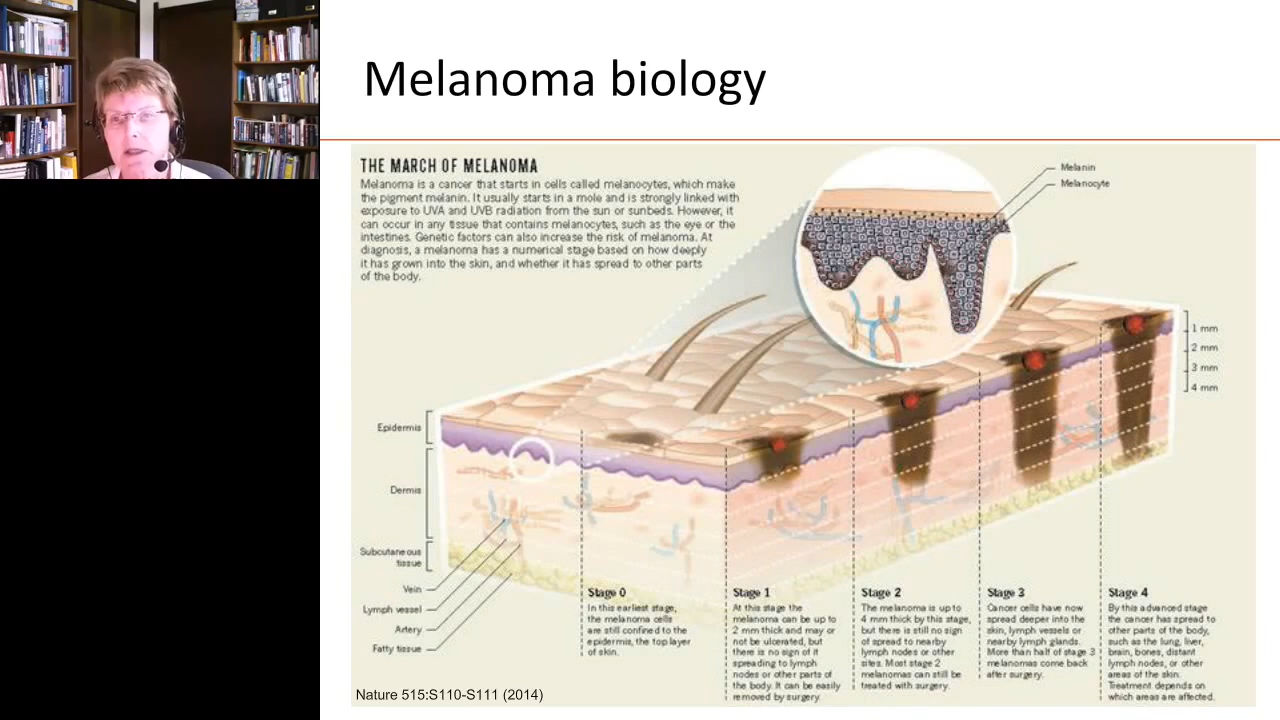 Melanoma biology
THE MARCH OF MELANOMA
Melanoma is a cancer that starts in cells called melanocytes, which make
the pigment melanin. It usually starts in a mole and is strongly linked with
exposure to UVA and UVB radiation from the sun or sunbeds. However, it
can occur in any tissue that contains melanocytes, such as the eye or the
intestines. Genetic factors can also increase the risk of melanoma. At
diagnosis, a melanoma has a numerical stage based on how deeply
it has grown into the skin, and whether it has spread to other parts
of the body.
Melanin
Melanocyte
1 mm
2 mm
3 mm
4 mm
Epidermis
Dermis
Subcutaneous
tissue
Vein
Lymph vessel
Artery
Fatty tissue
Stage 0
In this earliest stage,
the melanoma cells
are still confined to the
epidermis, the top layer
of skin.
Stage 1
At this stage the
melanoma can be up to
2 mm thick and may or
not be ulcerated, but
there is no sign of it
spreading to lymph
nodes or other parts of
the body. It can be easily
removed by surgery.
Stage 2
The melanoma is up to
4 mm thick by this stage,
but there is still no sign
of spread to nearby
lymph nodes or other
sites. Most stage 2
melanomas can still be
treated with surgery.
Stage 3
Cancer cells have now
spread deeper into the
skin, lymph vessels or
nearby lymph glands.
More than half of stage 3
melanomas come back
after surgery.
Stage 4
By this advanced stage
the cancer has spread to
other parts of the body,
such as the lung, liver,
brain, bones, distant
lymph nodes, or other
areas of the skin.
Treatment depends on
which areas are affected.
Nature 515:S110-S111 (2014)